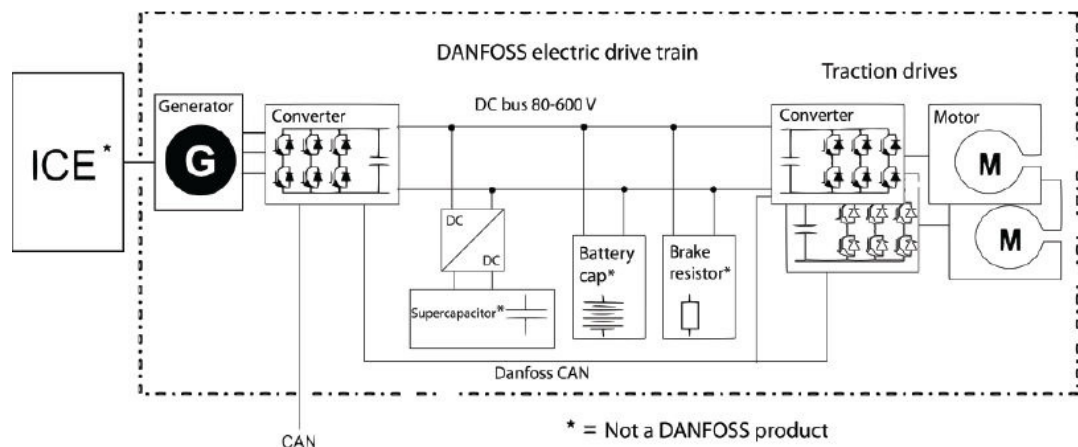 DANFOSS electric drive train
Traction drives
ICE*
Generator
G
Converter
DC bus 80-600 V
Converter
Motor
M
M
DC
DC
Supercapacitor*
Battery
cap*
Brake
resistor*
Danfoss CAN
CAN
* = Not a DANFOSS product